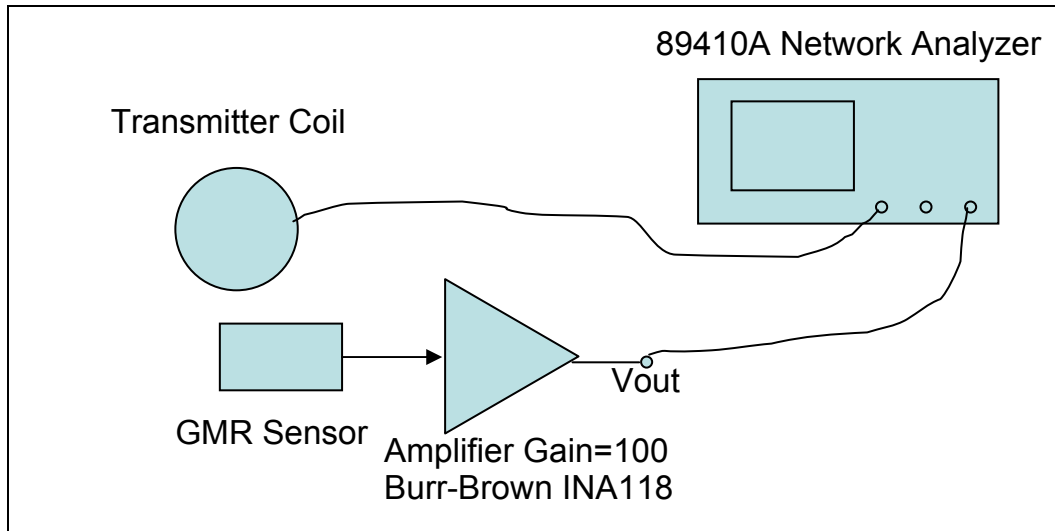 89410A Network Analyzer
Transmitter Coil
Vout
GMR Sensor
Amplifier Gain=100
Burr-Brown INA118